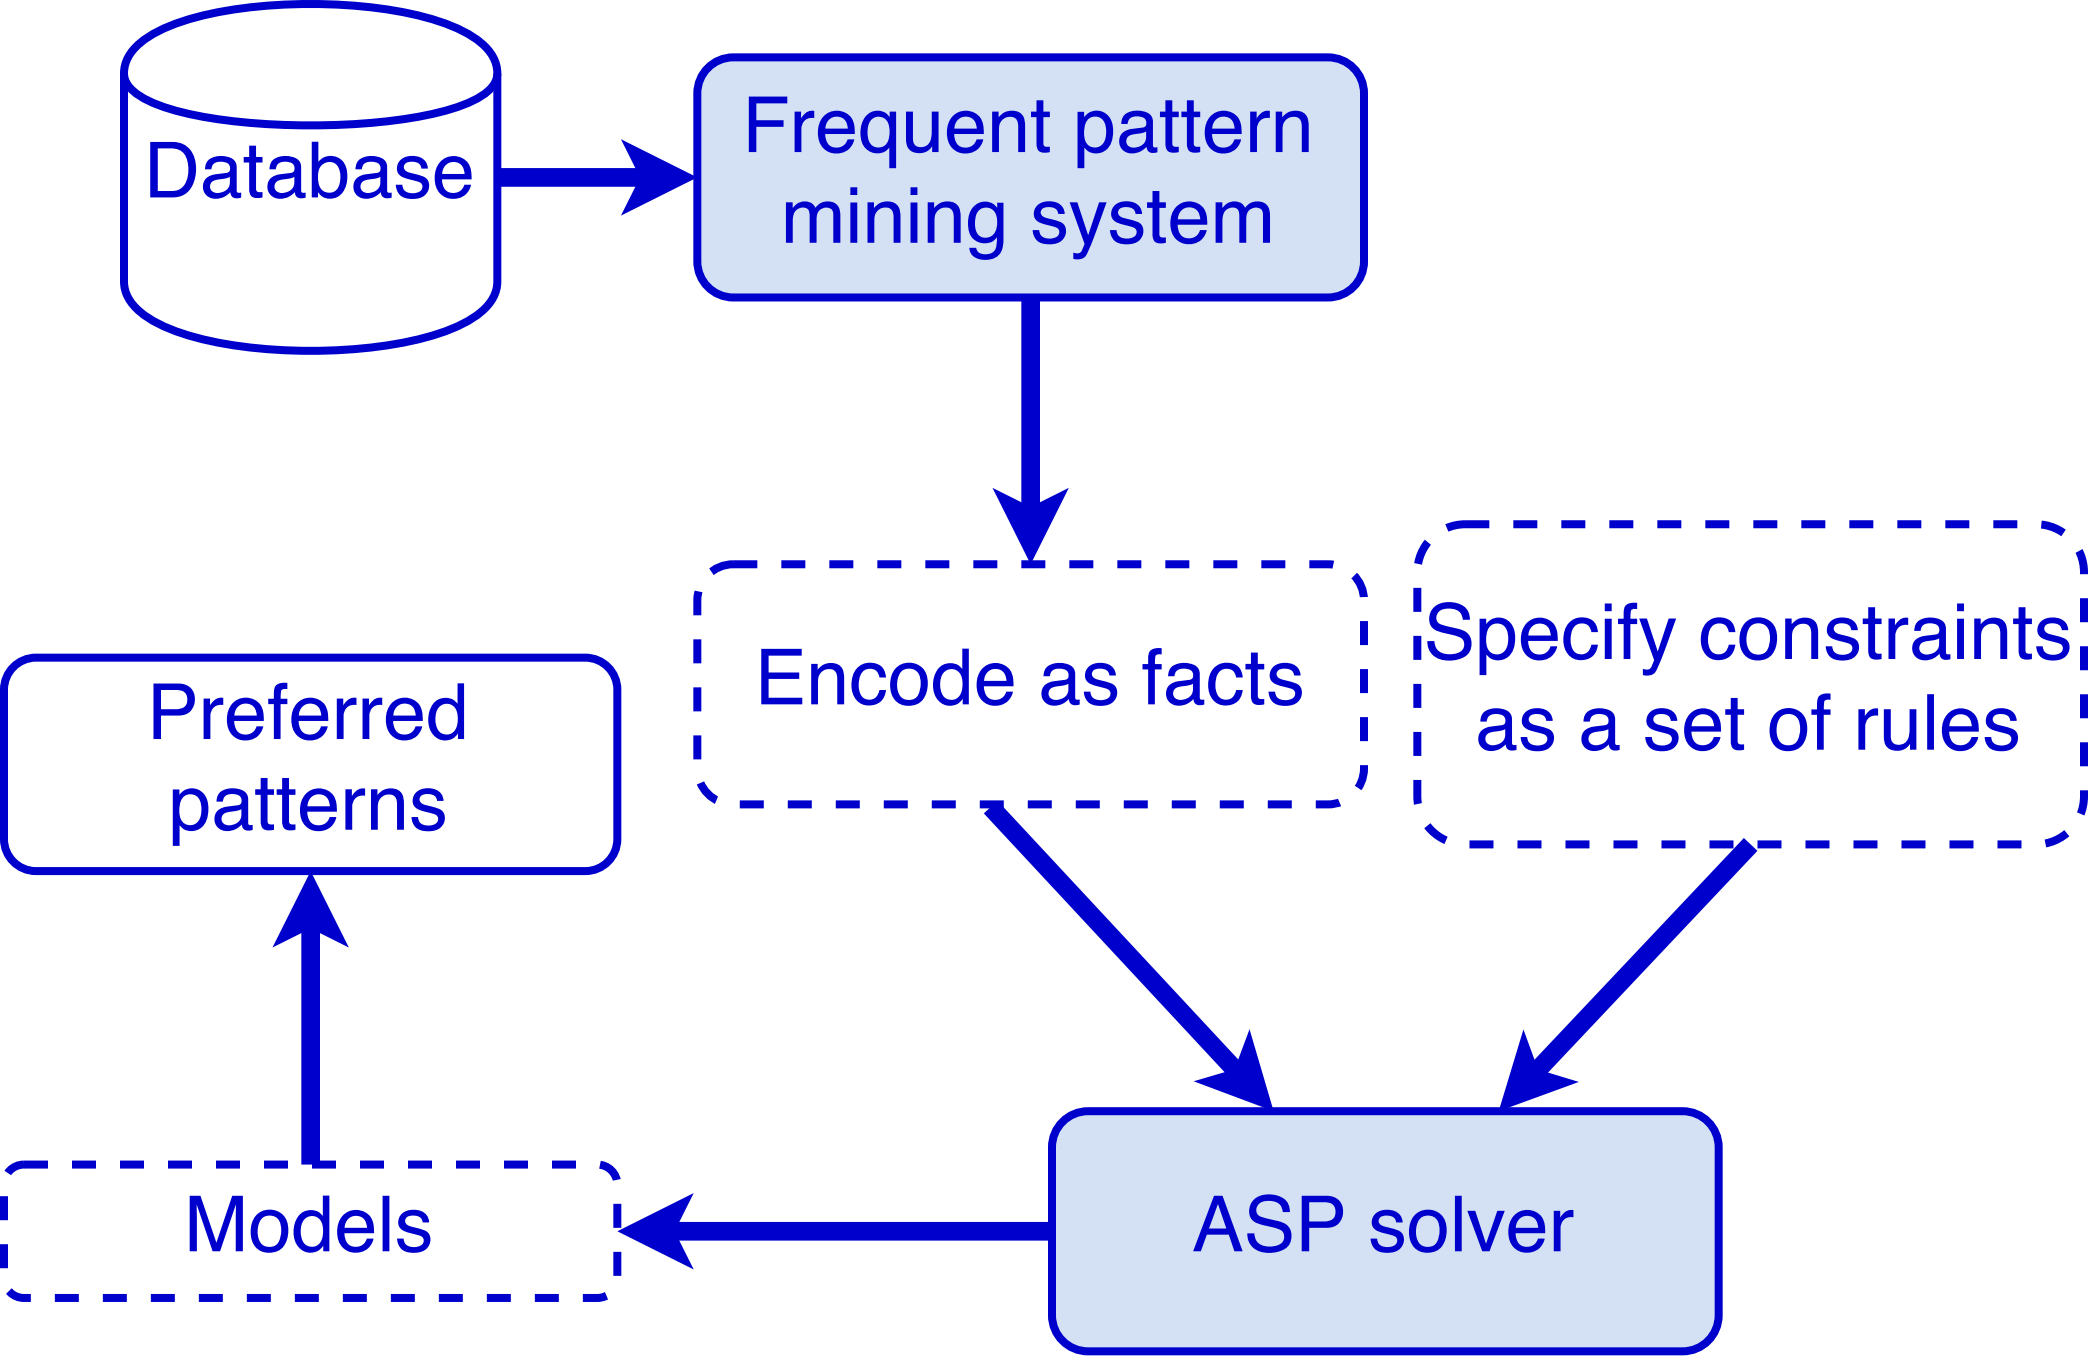 Database
Frequent pattern
mining system
Encode as facts
Specify constraints
as a set of rules
Preferred
patterns
Models
ASP solver